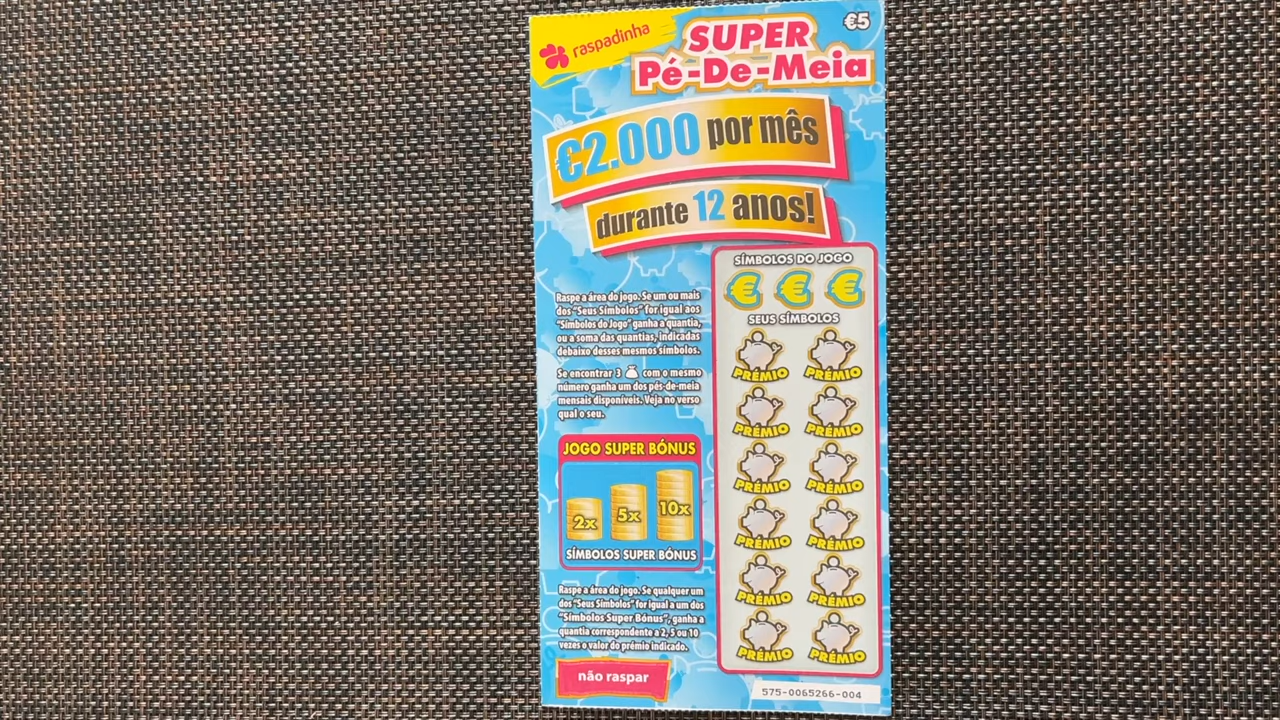 raspadinha
€5
SUPER
Pé-De-Meia
€2.000 por mês
durante 12 anos!
SÍMBOLOS DO JOGO
€ € €
SEUS SÍMBOLOS
PRÉMIO PRÉMIO
PRÉMIO PRÉMIO
PRÉMIO PRÉMIO
PRÉMIO PRÉMIO
PRÉMIO PRÉMIO
PRÉMIO PRÉMIO
Raspe a área do jogo. Se um ou mais
dos "Seus Símbolos" for igual aos
"Símbolos do Jogo" ganha a quantia,
ou a soma das quantias, indicadas
debaixo desses mesmos símbolos.
Se encontrar 3 com o mesmo
número ganha um dos pés-de-meia
mensais disponíveis. Veja no verso
qual o seu.
JOGO SUPER BÓNUS
2x 5x 10x
SÍMBOLOS SUPER BÓNUS
Raspe a área do jogo. Se qualquer um
dos "Seus Símbolos" for igual a um dos
"Símbolos Super Bónus", ganha a
quantia correspondente a 2, 5 ou 10
vezes o valor do prémio indicado.
não raspar
575-0065266-004